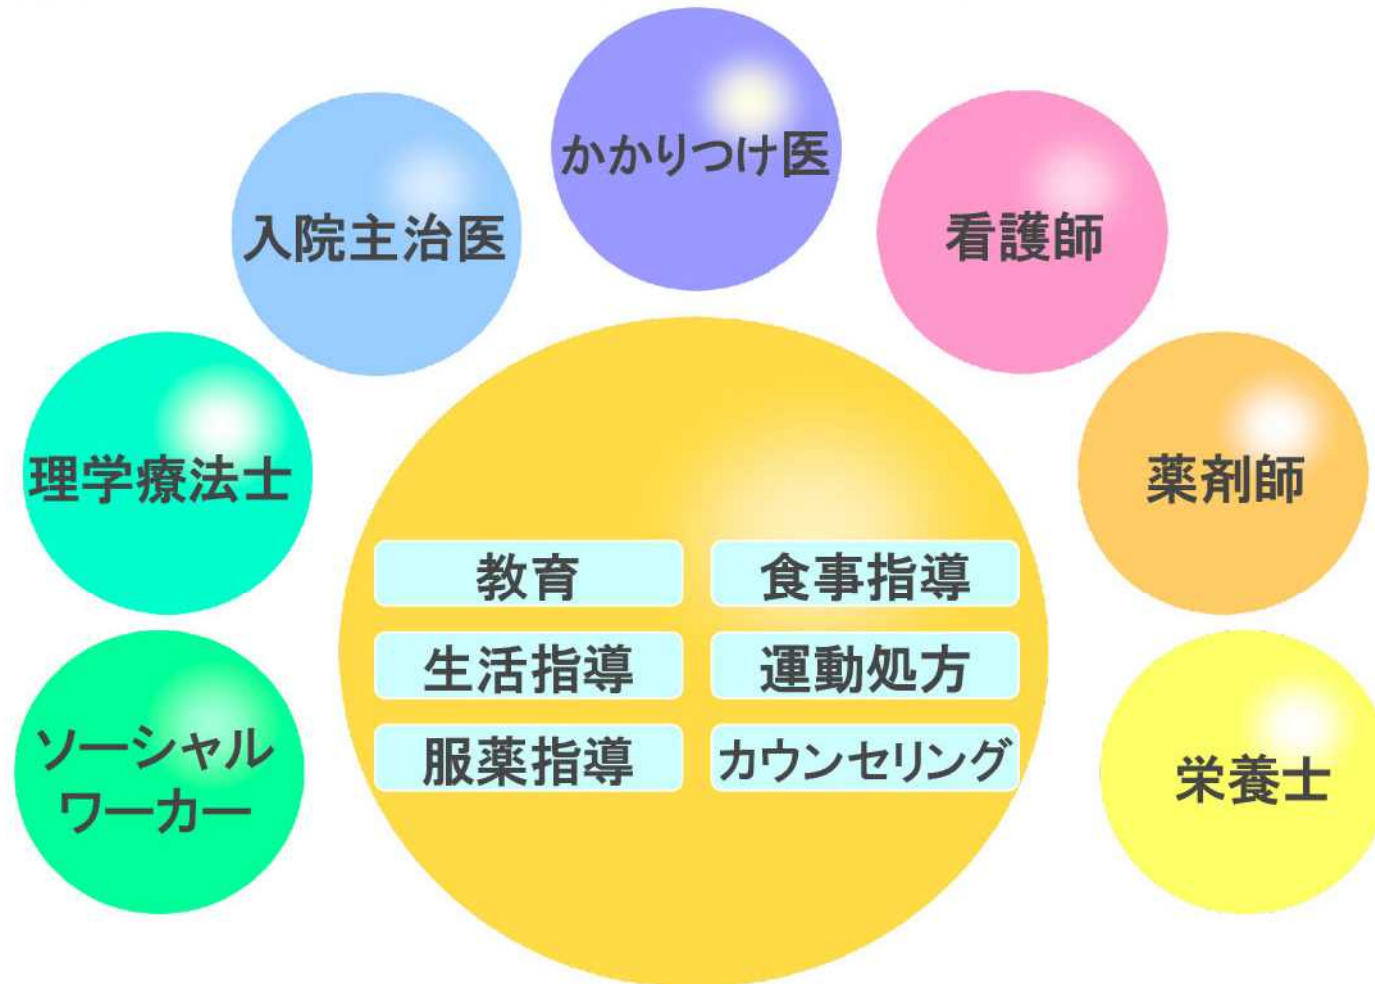 かかりつけ医
入院主治医
看護師
理学療法士
薬剤師
ソーシャル
ワーカー
栄養士
教育
食事指導
生活指導
運動処方
服薬指導
カウンセリング